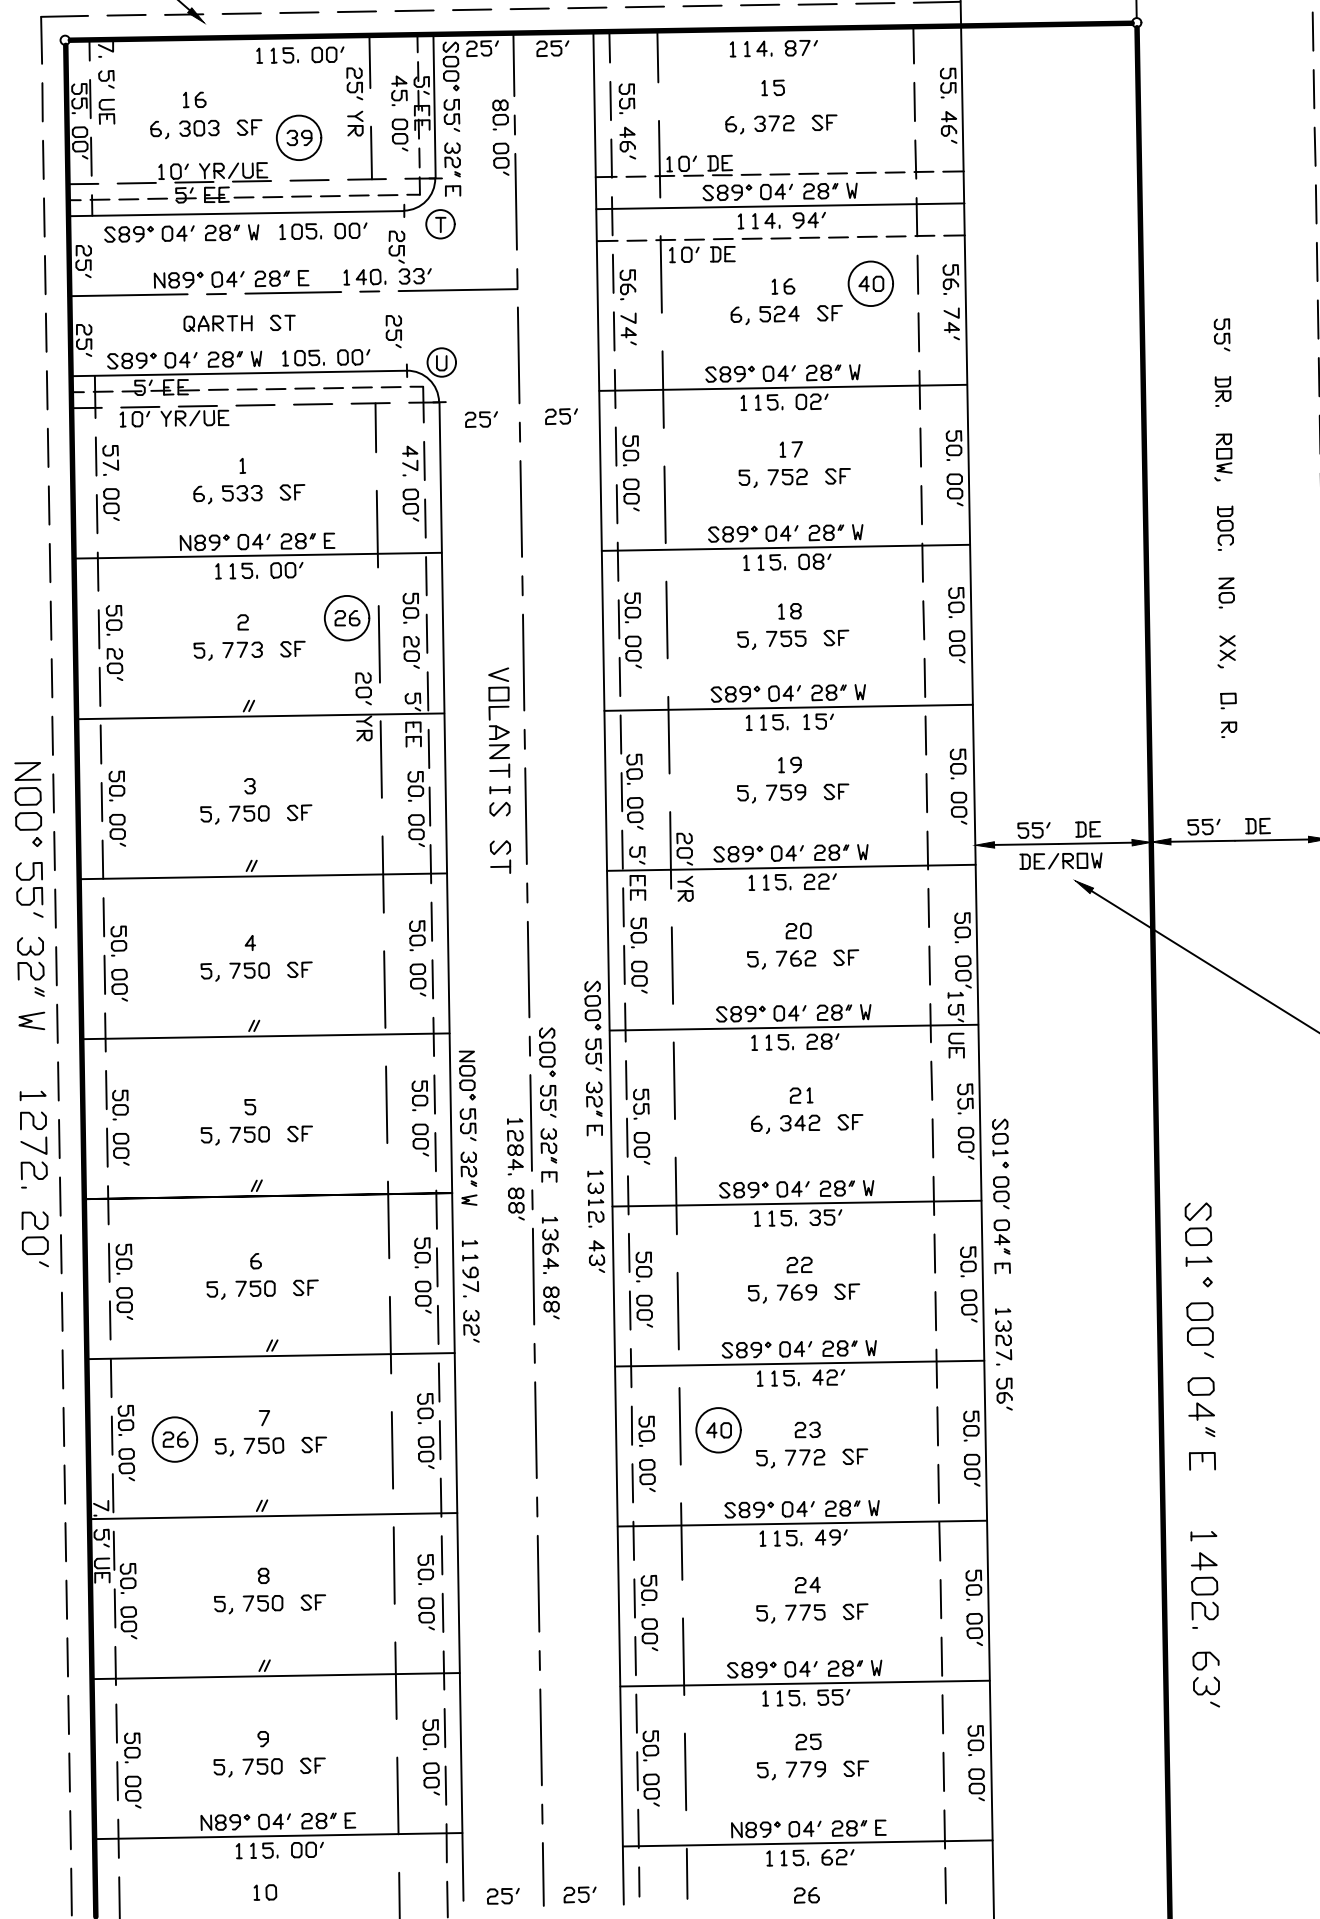 115.00'
7.5' UE
55.00'
16
6,303 SF
39
25' YR
45.00'
5' EE
S00°55'32"E
10' YR/UE
5' EE
S89°04'28"W 105.00'
T
25'
25'
25'
25'
80.00'
N89°04'28"E 140.33'
QARTH ST
25'
25'
S89°04'28"W 105.00'
U
5' EE
10' YR/UE
25'
25'
57.00'
1
6,533 SF
47.00'
N89°04'28"E
115.00'
50.20'
2
5,773 SF
26
50.20'
20' YR
5' EE
"
50.00'
3
5,750 SF
50.00'
"
50.00'
4
5,750 SF
50.00'
"
50.00'
5
5,750 SF
50.00'
"
50.00'
6
5,750 SF
50.00'
"
50.00'
26
7
5,750 SF
50.00'
"
7.5' UE
50.00'
8
5,750 SF
50.00'
"
50.00'
9
5,750 SF
50.00'
N89°04'28"E
115.00'
10
N00°55'32"W 1272.20'
VOLANTIS ST
N00°55'32"W 1197.32'
1284.88'
S00°55'32"E 1364.88'
S00°55'32"E 1312.43'
25'
25'
114.87'
55.46'
15
6,372 SF
55.46'
10' DE
S89°04'28"W
114.94'
10' DE
56.74'
16
40
6,524 SF
56.74'
S89°04'28"W
115.02'
50.00'
17
5,752 SF
50.00'
S89°04'28"W
115.08'
50.00'
18
5,755 SF
50.00'
S89°04'28"W
115.15'
50.00'
19
5,759 SF
50.00'
5' EE
20' YR
S89°04'28"W
115.22'
50.00'
20
5,762 SF
50.00'
15' UE
S89°04'28"W
115.28'
55.00'
21
6,342 SF
55.00'
S89°04'28"W
115.35'
50.00'
22
5,769 SF
50.00'
S89°04'28"W
115.42'
50.00'
40
23
5,772 SF
50.00'
S89°04'28"W
115.49'
50.00'
24
5,775 SF
50.00'
S89°04'28"W
115.55'
50.00'
25
5,779 SF
50.00'
N89°04'28"E
115.62'
26
S01°00'04"E 1327.56'
55' DE
DE/ROW
55' DE
55' DR. ROW, DOC. NO. XX, O.R.
S01°00'04"E 1402.63'